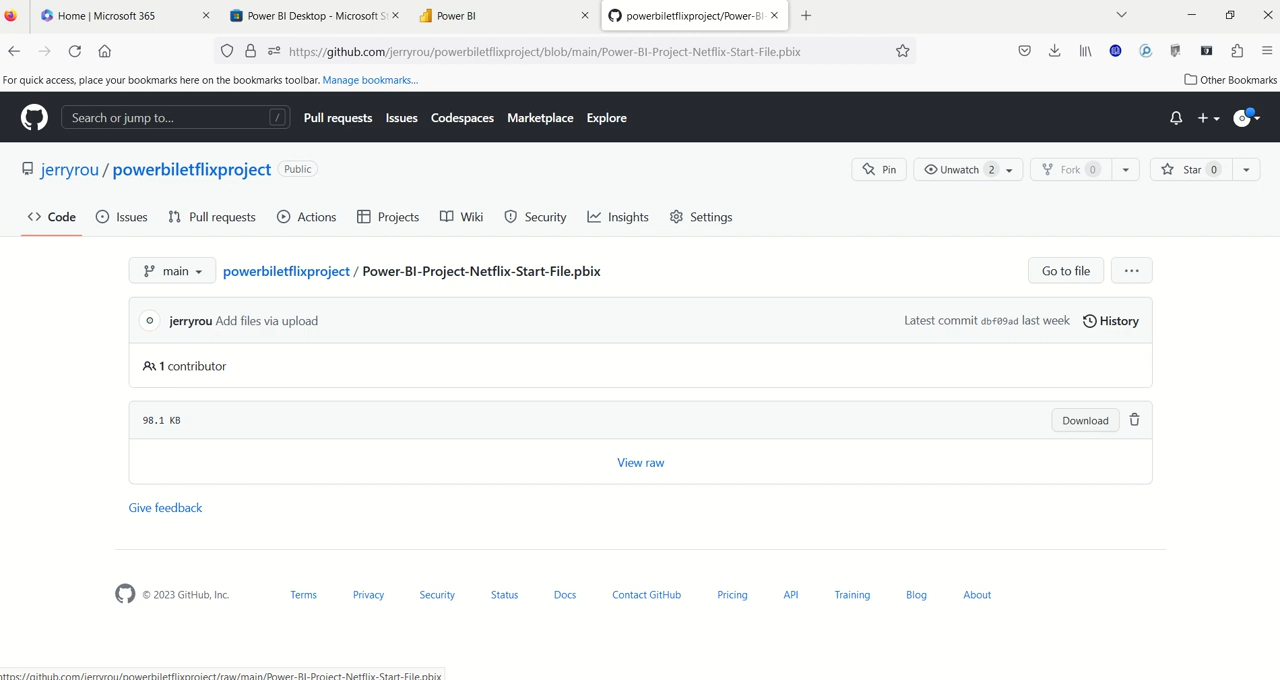 Home | Microsoft 365
Power BI Desktop - Microsoft St
Power BI
powerbiletflixproject/Power-BI-
https://github.com/jerryrou/powerbiletflixproject/blob/main/Power-BI-Project-Netflix-Start-File.pbix
For quick access, place your bookmarks here on the bookmarks toolbar. Manage bookmarks...
Other Bookmarks
Search or jump to... /
Pull requests Issues Codespaces Marketplace Explore
jerryrou / powerbiletflixproject Public
Pin Unwatch 2 Fork 0 Star 0
Code Issues Pull requests Actions Projects Wiki Security Insights Settings
main powerbiletflixproject / Power-BI-Project-Netflix-Start-File.pbix Go to file ...
jerryrou Add files via upload Latest commit dbf09ad last week History
1 contributor
98.1 KB Download
View raw
Give feedback
© 2023 GitHub, Inc. Terms Privacy Security Status Docs Contact GitHub Pricing API Training Blog About
https://github.com/jerryrou/powerbiletflixproject/raw/main/Power-BI-Project-Netflix-Start-File.pbix